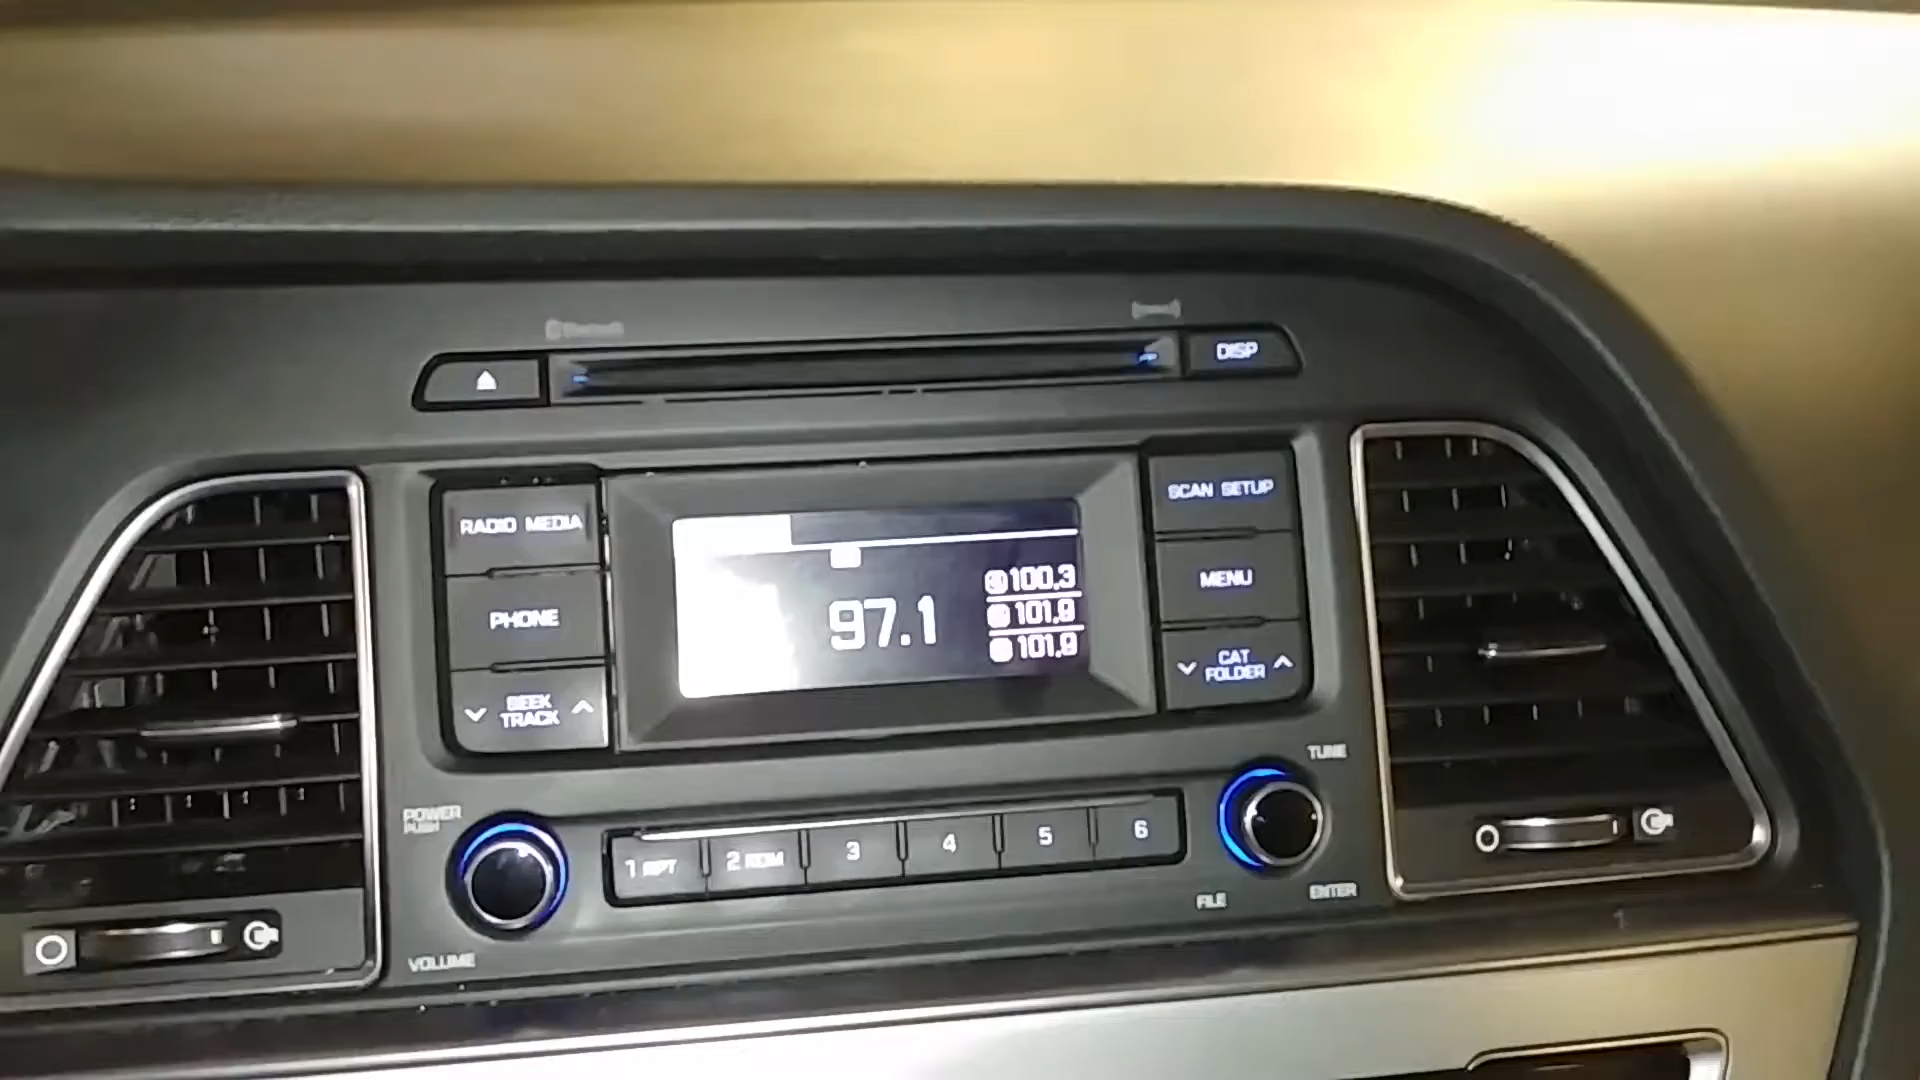 DISP
RADIO MEDIA
SCAN SETUP
PHONE
MENU
97.1
100.3
101.9
101.9
SEEK
TRACK
CAT
FOLDER
TUNE
POWER
PUSH
1 RPT
2 RDM
3
4
5
6
FILE
ENTER
VOLUME